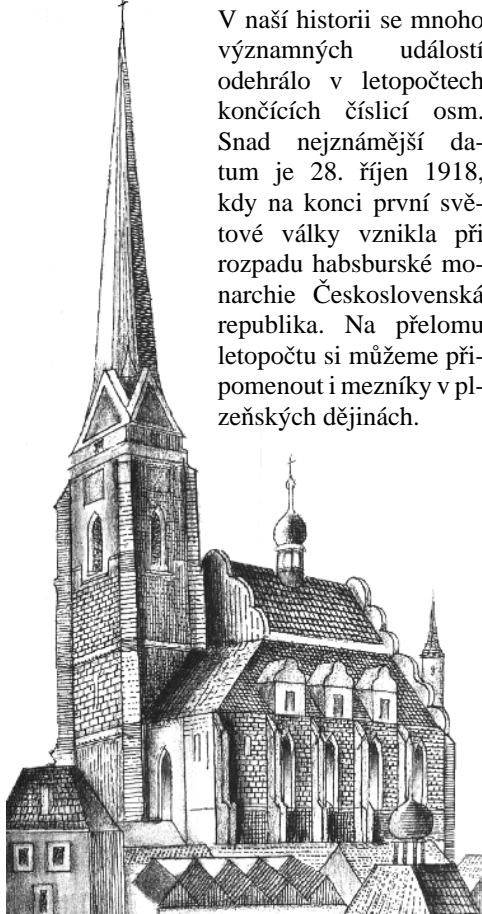 V naší historii se mnoho
významných událostí
odehrálo v letopočtech
končících číslicí osm.
Snad nejznámější da-
tum je 28. říjen 1918,
kdy na konci první svě-
tové války vznikla při
rozpadu habsburské mo-
narchie Československá
republika. Na přelomu
letopočtu si můžeme při-
pomenout i mezníky v pl-
zeňských dějinách.